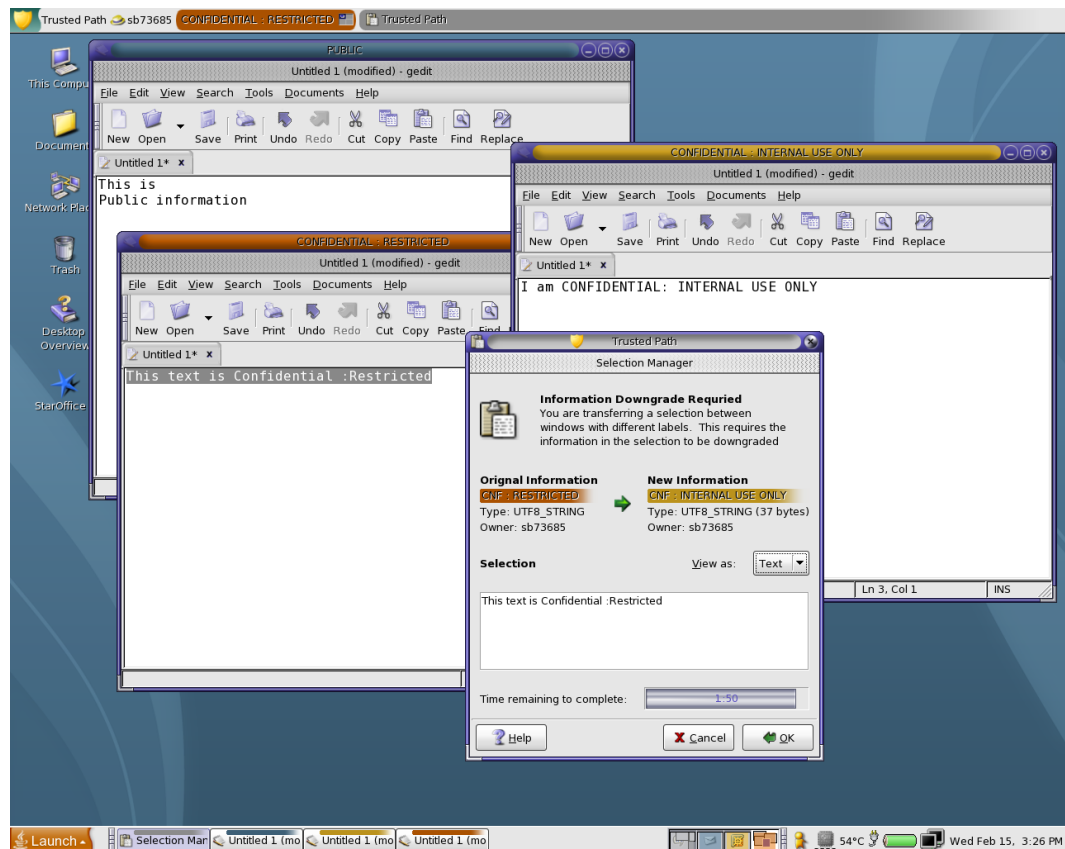 Trusted Path sb73685 CONFIDENTIAL : RESTRICTED Trusted Path
This Compu
Document
Network Plac
Trash
Desktop
Overview
StarOffice
PUBLIC
Untitled 1 (modified) - gedit
File Edit View Search Tools Documents Help
New Open Save Print Undo Redo Cut Copy Paste Find Replace
Untitled 1* x
This is
Public information
CONFIDENTIAL : RESTRICTED
Untitled 1 (modified) - gedit
File Edit View Search Tools Documents Help
New Open Save Print Undo Redo Cut Copy Paste Find
Untitled 1* x
This text is Confidential :Restricted
CONFIDENTIAL : INTERNAL USE ONLY
Untitled 1 (modified) - gedit
File Edit View Search Tools Documents Help
New Open Save Print Undo Redo Cut Copy Paste Find Replace
Untitled 1* x
I am CONFIDENTIAL: INTERNAL USE ONLY
Ln 3, Col 1 INS
Trusted Path
Selection Manager
Information Downgrade Requried
You are transferring a selection between
windows with different labels. This requires the
information in the selection to be downgraded
Orignal Information New Information
CNF : RESTRICTED CNF : INTERNAL USE ONLY
Type: UTF8_STRING Type: UTF8_STRING (37 bytes)
Owner: sb73685 Owner: sb73685
Selection View as: Text
This text is Confidential :Restricted
Time remaining to complete: 1:50
Help Cancel OK
Launch Selection Mar Untitled 1 (mo Untitled 1 (mo Untitled 1 (mo 54°C Wed Feb 15, 3:26 PM